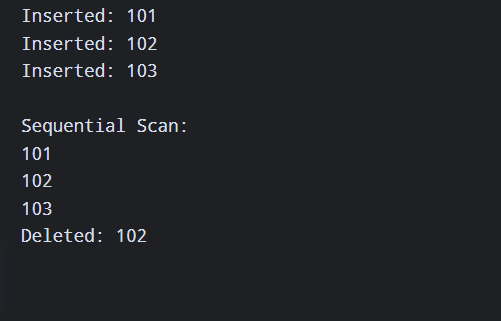 Inserted: 101
Inserted: 102
Inserted: 103
Sequential Scan:
101
102
103
Deleted: 102